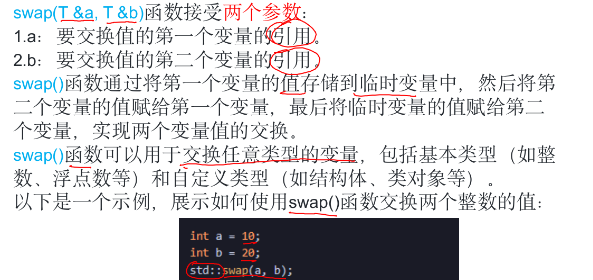 swap(T &a, T &b)函数接受两个参数：
1.a：要交换值的第一个变量的引用。
2.b：要交换值的第二个变量的引用。
swap()函数通过将第一个变量的值存储到临时变量中，然后将第
二个变量的值赋给第一个变量，最后将临时变量的值赋给第二
个变量，实现两个变量值的交换。
swap()函数可以用于交换任意类型的变量，包括基本类型（如整
数、浮点数等）和自定义类型（如结构体、类对象等）。
以下是一个示例，展示如何使用swap()函数交换两个整数的值：
int a = 10;
int b = 20;
std::swap(a, b);